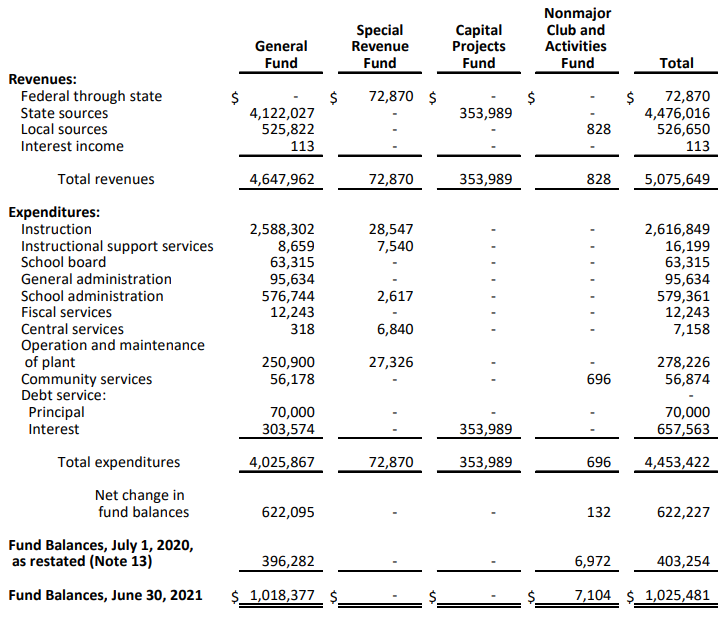 Nonmajor
Special Capital Club and
General Revenue Projects Activities
Fund Fund Fund Fund Total
Revenues:
Federal through state $ - $ 72,870 $ - $ - $ 72,870
State sources 4,122,027 - 353,989 - 4,476,016
Local sources 525,822 - - 828 526,650
Interest income 113 - - - 113
Total revenues 4,647,962 72,870 353,989 828 5,075,649
Expenditures:
Instruction 2,588,302 28,547 - - 2,616,849
Instructional support services 8,659 7,540 - - 16,199
School board 63,315 - - - 63,315
General administration 95,634 - - - 95,634
School administration 576,744 2,617 - - 579,361
Fiscal services 12,243 - - - 12,243
Central services 318 6,840 - - 7,158
Operation and maintenance
of plant 250,900 27,326 - - 278,226
Community services 56,178 - - 696 56,874
Debt service: -
Principal 70,000 - - - 70,000
Interest 303,574 - 353,989 - 657,563
Total expenditures 4,025,867 72,870 353,989 696 4,453,422
Net change in
fund balances 622,095 - - 132 622,227
Fund Balances, July 1, 2020,
as restated (Note 13) 396,282 - - 6,972 403,254
Fund Balances, June 30, 2021 $ 1,018,377 $ - $ - $ 7,104 $ 1,025,481